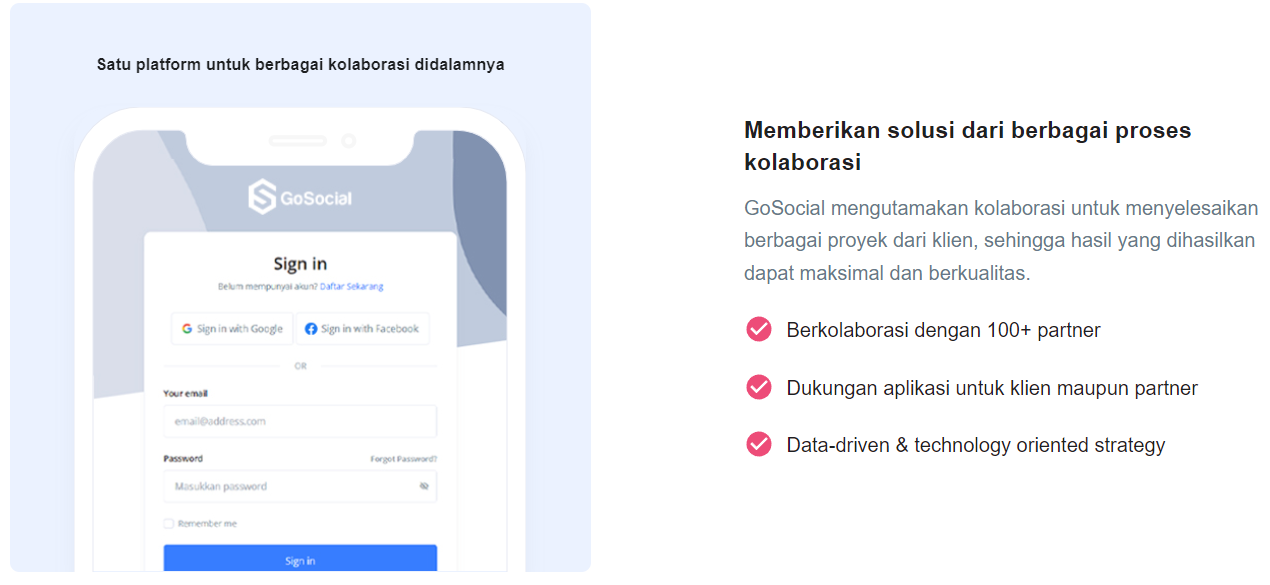 Satu platform untuk berbagai kolaborasi didalamnya
GoSocial
Sign in
Belum mempunyai akun? Daftar Sekarang
Sign in with Google
Sign in with Facebook
OR
Your email
email@address.com
Password
Forgot Password?
Masukkan password
Remember me
Sign in
Memberikan solusi dari berbagai proses
kolaborasi
GoSocial mengutamakan kolaborasi untuk menyelesaikan
berbagai proyek dari klien, sehingga hasil yang dihasilkan
dapat maksimal dan berkualitas.
Berkolaborasi dengan 100+ partner
Dukungan aplikasi untuk klien maupun partner
Data-driven & technology oriented strategy